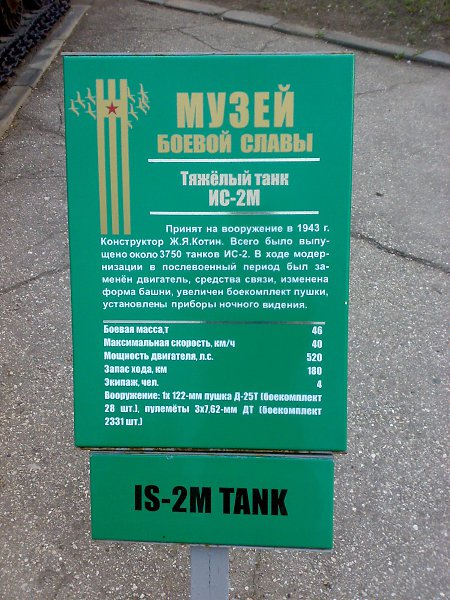 МУЗЕЙ
БОЕВОЙ СЛАВЫ
Тяжёлый танк
ИС-2М
Принят на вооружение в 1943 г.
Конструктор Ж.Я.Котин. Всего было выпу-
щено около 3750 танков ИС-2. В ходе модер-
низации в послевоенный период был за-
менён двигатель, средства связи, изменена
форма башни, увеличен боекомплект пушки,
установлены приборы ночного видения.
Боевая масса,т 46
Максимальная скорость, км/ч 40
Мощность двигателя, л.с. 520
Запас хода, км 180
Экипаж, чел. 4
Вооружение: 1х 122-мм пушка Д-25Т (боекомплект
28 шт.), пулемёты 3х7,62-мм ДТ (боекомплект
2331 шт.)
IS-2M TANK